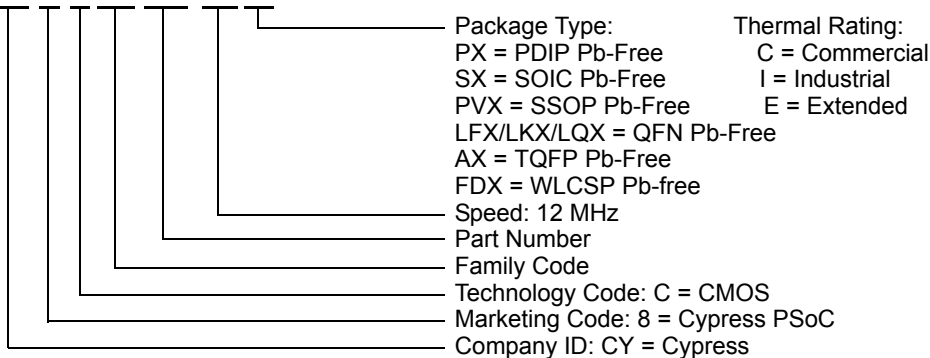 Package Type: Thermal Rating:
PX = PDIP Pb-Free C = Commercial
SX = SOIC Pb-Free I = Industrial
PVX = SSOP Pb-Free E = Extended
LFX/LKX/LQX = QFN Pb-Free
AX = TQFP Pb-Free
FDX = WLCSP Pb-free
Speed: 12 MHz
Part Number
Family Code
Technology Code: C = CMOS
Marketing Code: 8 = Cypress PSoC
Company ID: CY = Cypress